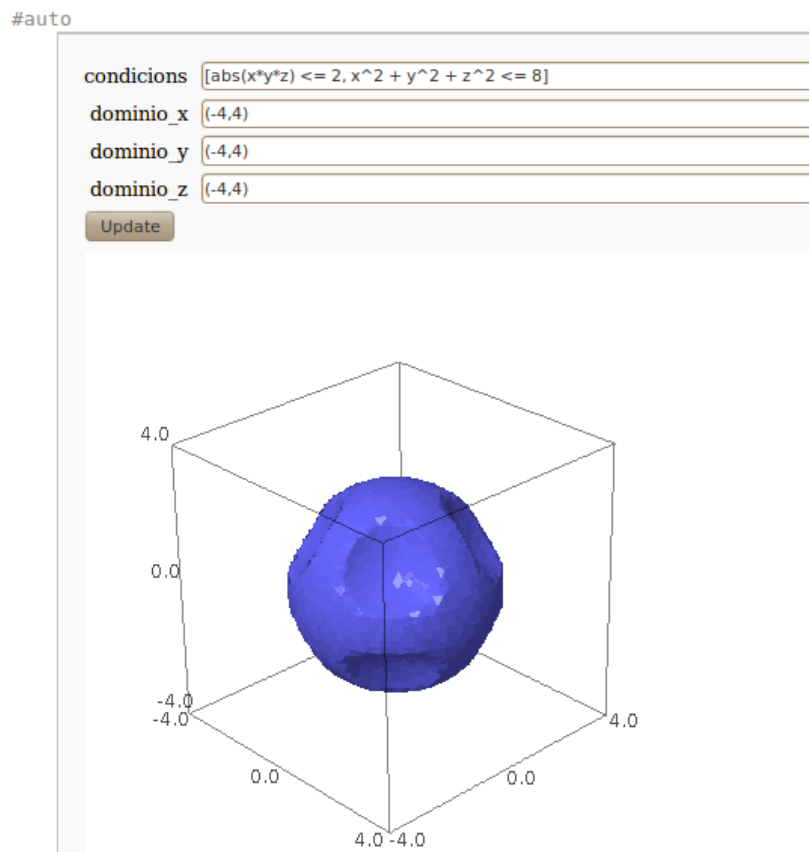 #auto
condicions [abs(x*y*z) <= 2, x^2 + y^2 + z^2 <= 8]
dominio_x (-4,4)
dominio_y (-4,4)
dominio_z (-4,4)
Update
4.0
0.0
-4.0
-4.0
4.0
0.0
0.0
4.0 -4.0